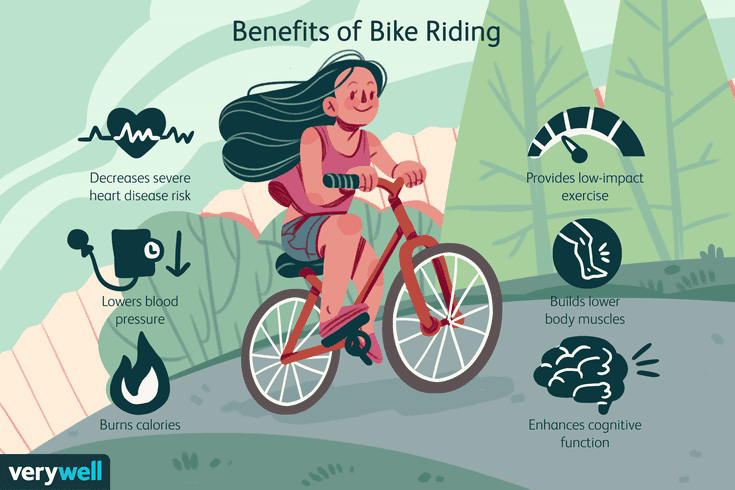 Benefits of Bike Riding
Decreases severe
heart disease risk
Lowers blood
pressure
Burns calories
Provides low-impact
exercise
Builds lower
body muscles
Enhances cognitive
function
verywell